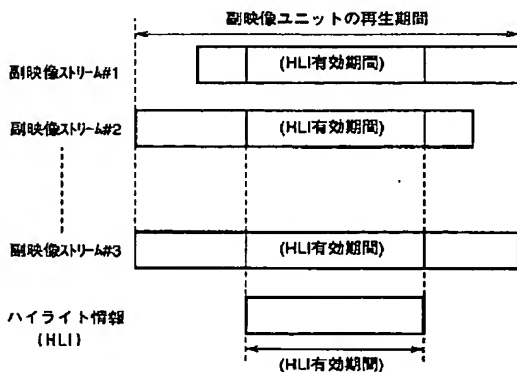 副映像ユニットの再生期間
副映像ストリーム#1
(HLI有効期間)
副映像ストリーム#2
(HLI有効期間)
副映像ストリーム#3
(HLI有効期間)
ハイライト情報
(HLI)
(HLI有効期間)